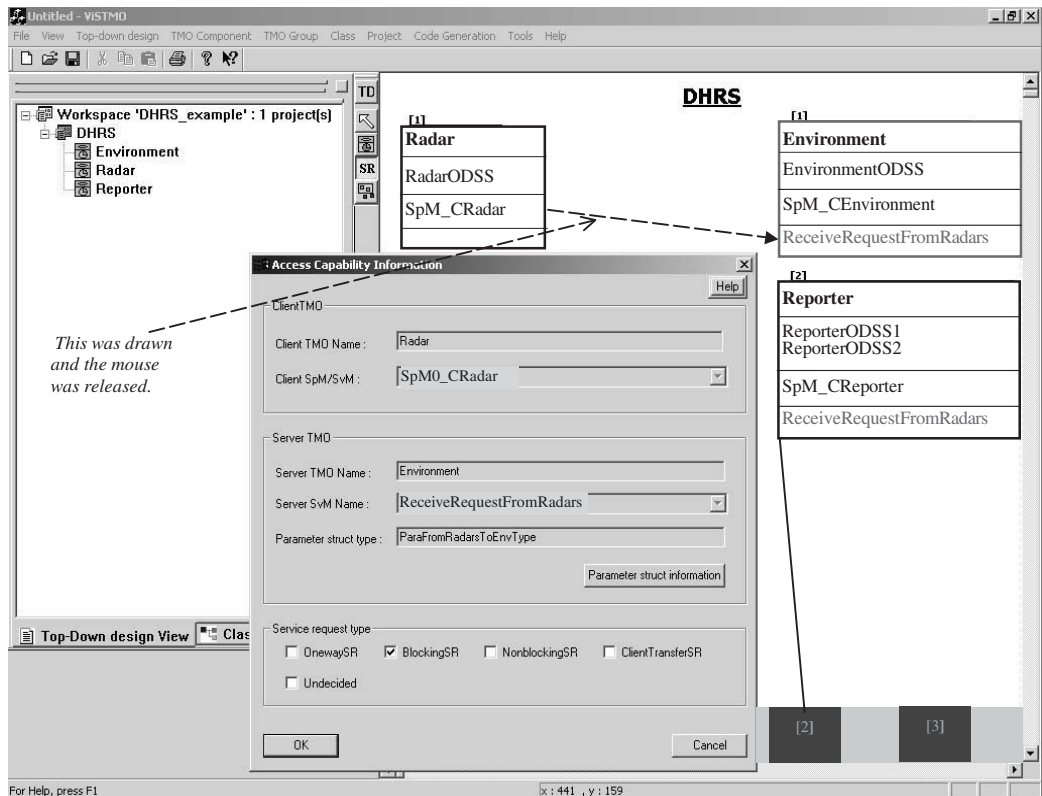 Untitled - ViSTMO
File View Top-down design TMO Component TMO Group Class Project Code Generation Tools Help
TD
SR
Workspace 'DHRS_example' : 1 project(s)
DHRS
Environment
Radar
Reporter
DHRS
[1]
Radar
RadarODSS
SpM_CRadar
[1]
Environment
EnvironmentODSS
SpM_CEnvironment
ReceiveRequestFromRadars
[2]
Reporter
ReporterODSS1
ReporterODSS2
SpM_CReporter
ReceiveRequestFromRadars
This was drawn
and the mouse
was released.
Access Capability Information
Help
ClientTMO
Client TMO Name : Radar
Client SpM/SvM : SpM0_CRadar
Server TMO
Server TMO Name : Environment
Server SvM Name : ReceiveRequestFromRadars
Parameter struct type : ParaFromRadarsToEnvType
Parameter struct information
Service request type
OnewaySR BlockingSR NonblockingSR ClientTransferSR
Undecided
OK Cancel
Top-Down design View Clas
[2] [3]
For Help, press F1
x : 441 , y : 159